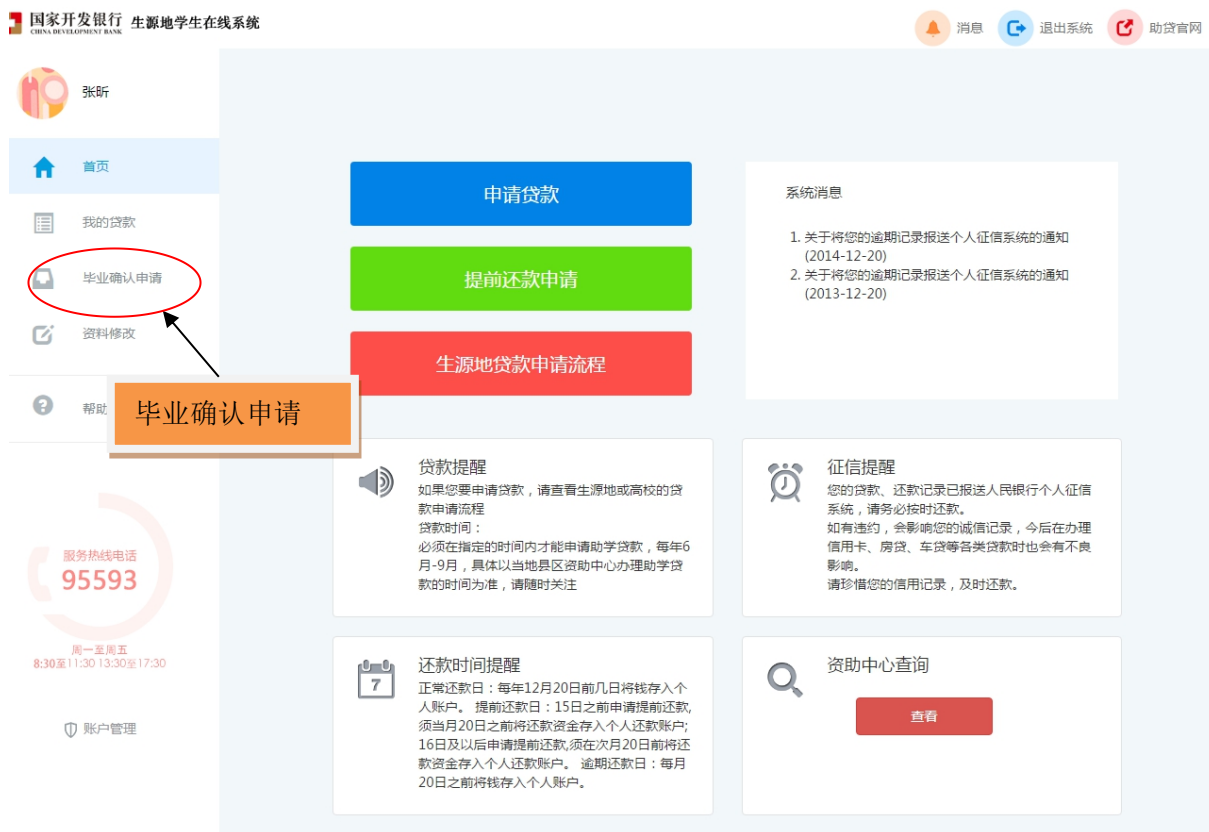 国家开发银行 生源地学生在线系统
CHINA DEVELOPMENT BANK
消息
退出系统
助贷官网
张昕
首页
我的贷款
毕业确认申请
资料修改
帮助
毕业确认申请
服务热线电话
95593
周一至周五
8:30至11:30 13:30至17:30
账户管理
申请贷款
提前还款申请
生源地贷款申请流程
系统消息
1. 关于将您的逾期记录报送个人征信系统的通知
(2014-12-20)
2. 关于将您的逾期记录报送个人征信系统的通知
(2013-12-20)
贷款提醒
如果您要申请贷款，请查看生源地或高校的贷
款申请流程
贷款时间：
必须在指定的时间内才能申请助学贷款，每年6
月-9月，具体以当地县区资助中心办理助学贷
款的时间为准，请随时关注
征信提醒
您的贷款、还款记录已报送人民银行个人征信
系统，请务必按时还款。
如有违约，会影响您的诚信记录，今后在办理
信用卡、房贷、车贷等各类贷款时也会有不良
影响。
请珍惜您的信用记录，及时还款。
7
还款时间提醒
正常还款日：每年12月20日前几日将钱存入个
人账户。 提前还款日：15日之前申请提前还款,
须当月20日之前将还款资金存入个人还款账户;
16日及以后申请提前还款,须在次月20日前将还
款资金存入个人还款账户。 逾期还款日：每月
20日之前将钱存入个人账户。
资助中心查询
查看